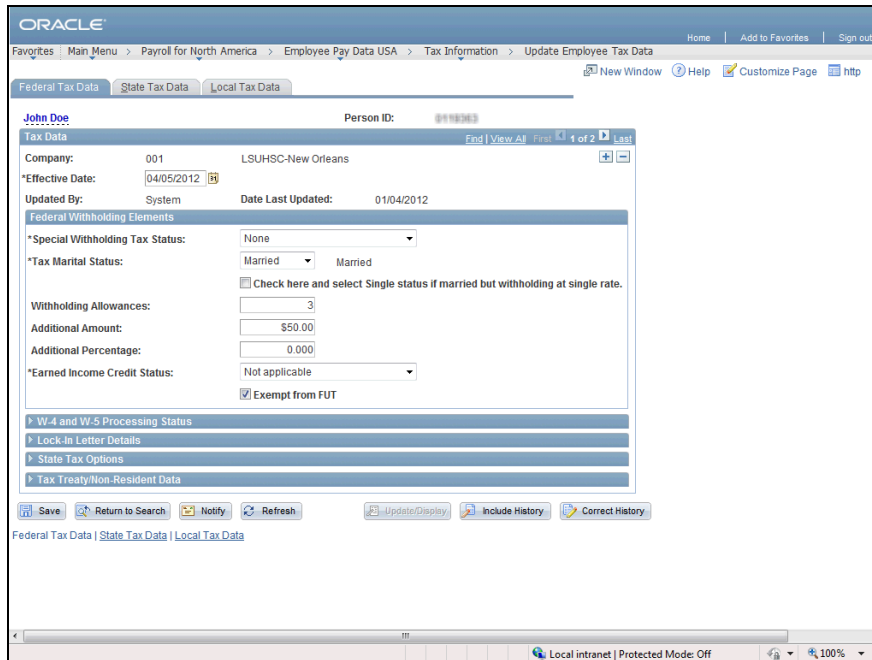 ORACLE
Home | Add to Favorites | Sign out
Favorites Main Menu > Payroll for North America > Employee Pay Data USA > Tax Information > Update Employee Tax Data
New Window Help Customize Page http
Federal Tax Data State Tax Data Local Tax Data
John Doe Person ID:
Tax Data Find | View All First 1 of 2 Last
Company: 001 LSUHSC-New Orleans
*Effective Date: 04/05/2012
Updated By: System Date Last Updated: 01/04/2012
Federal Withholding Elements
*Special Withholding Tax Status: None
*Tax Marital Status: Married Married
Check here and select Single status if married but withholding at single rate.
Withholding Allowances: 3
Additional Amount: $50.00
Additional Percentage: 0.000
*Earned Income Credit Status: Not applicable
Exempt from FUT
W-4 and W-5 Processing Status
Lock-In Letter Details
State Tax Options
Tax Treaty/Non-Resident Data
Save Return to Search Notify Refresh Update/Display Include History Correct History
Federal Tax Data | State Tax Data | Local Tax Data
Local intranet | Protected Mode: Off 100%